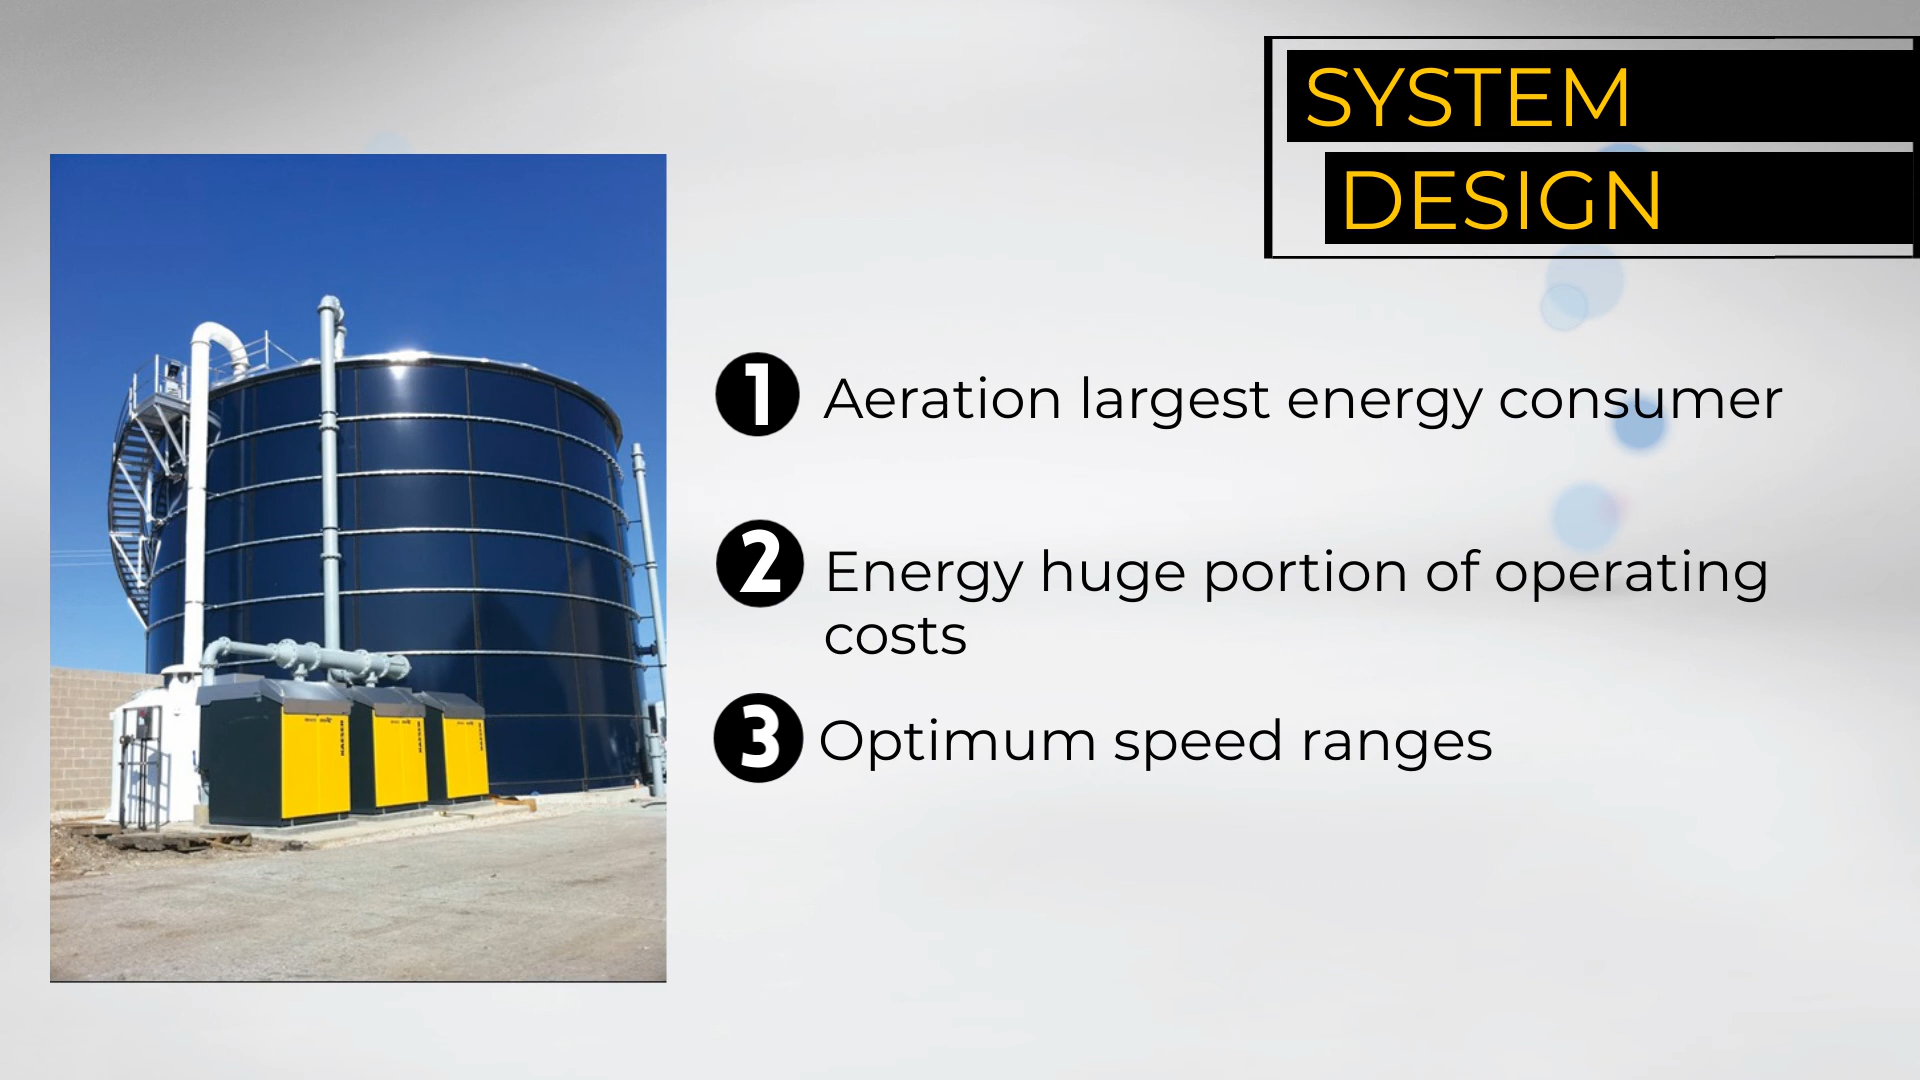 SYSTEM
DESIGN
1 Aeration largest energy consumer
2 Energy huge portion of operating
costs
3 Optimum speed ranges